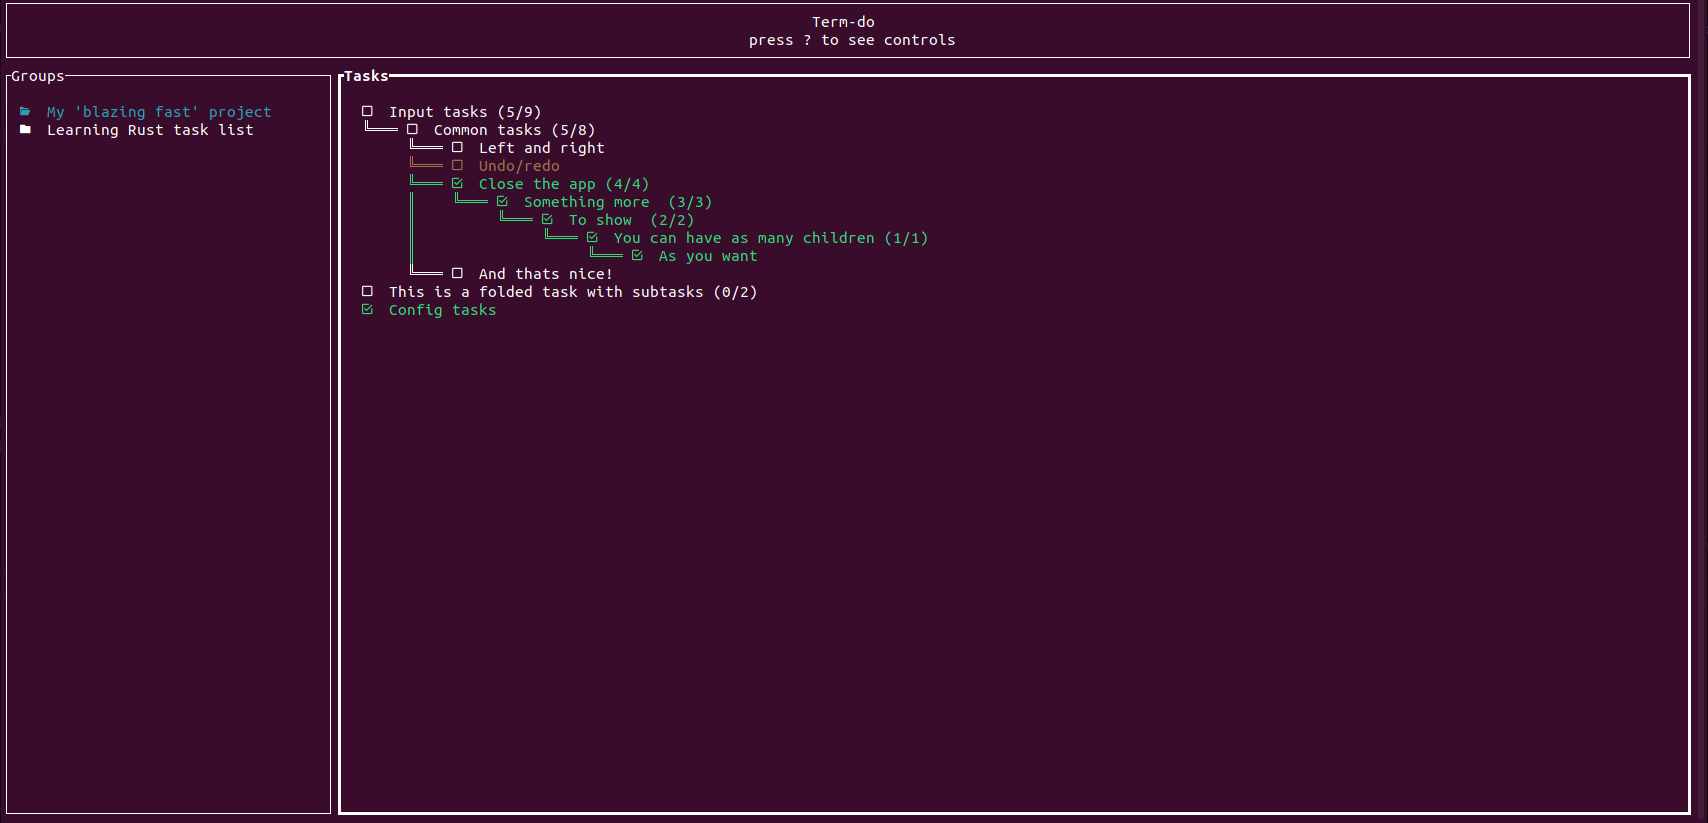 Term-do
press ? to see controls
Groups
My 'blazing fast' project
Learning Rust task list
Tasks
Input tasks (5/9)
Common tasks (5/8)
Left and right
Undo/redo
Close the app (4/4)
Something more  (3/3)
To show  (2/2)
You can have as many children (1/1)
As you want
And thats nice!
This is a folded task with subtasks (0/2)
Config tasks